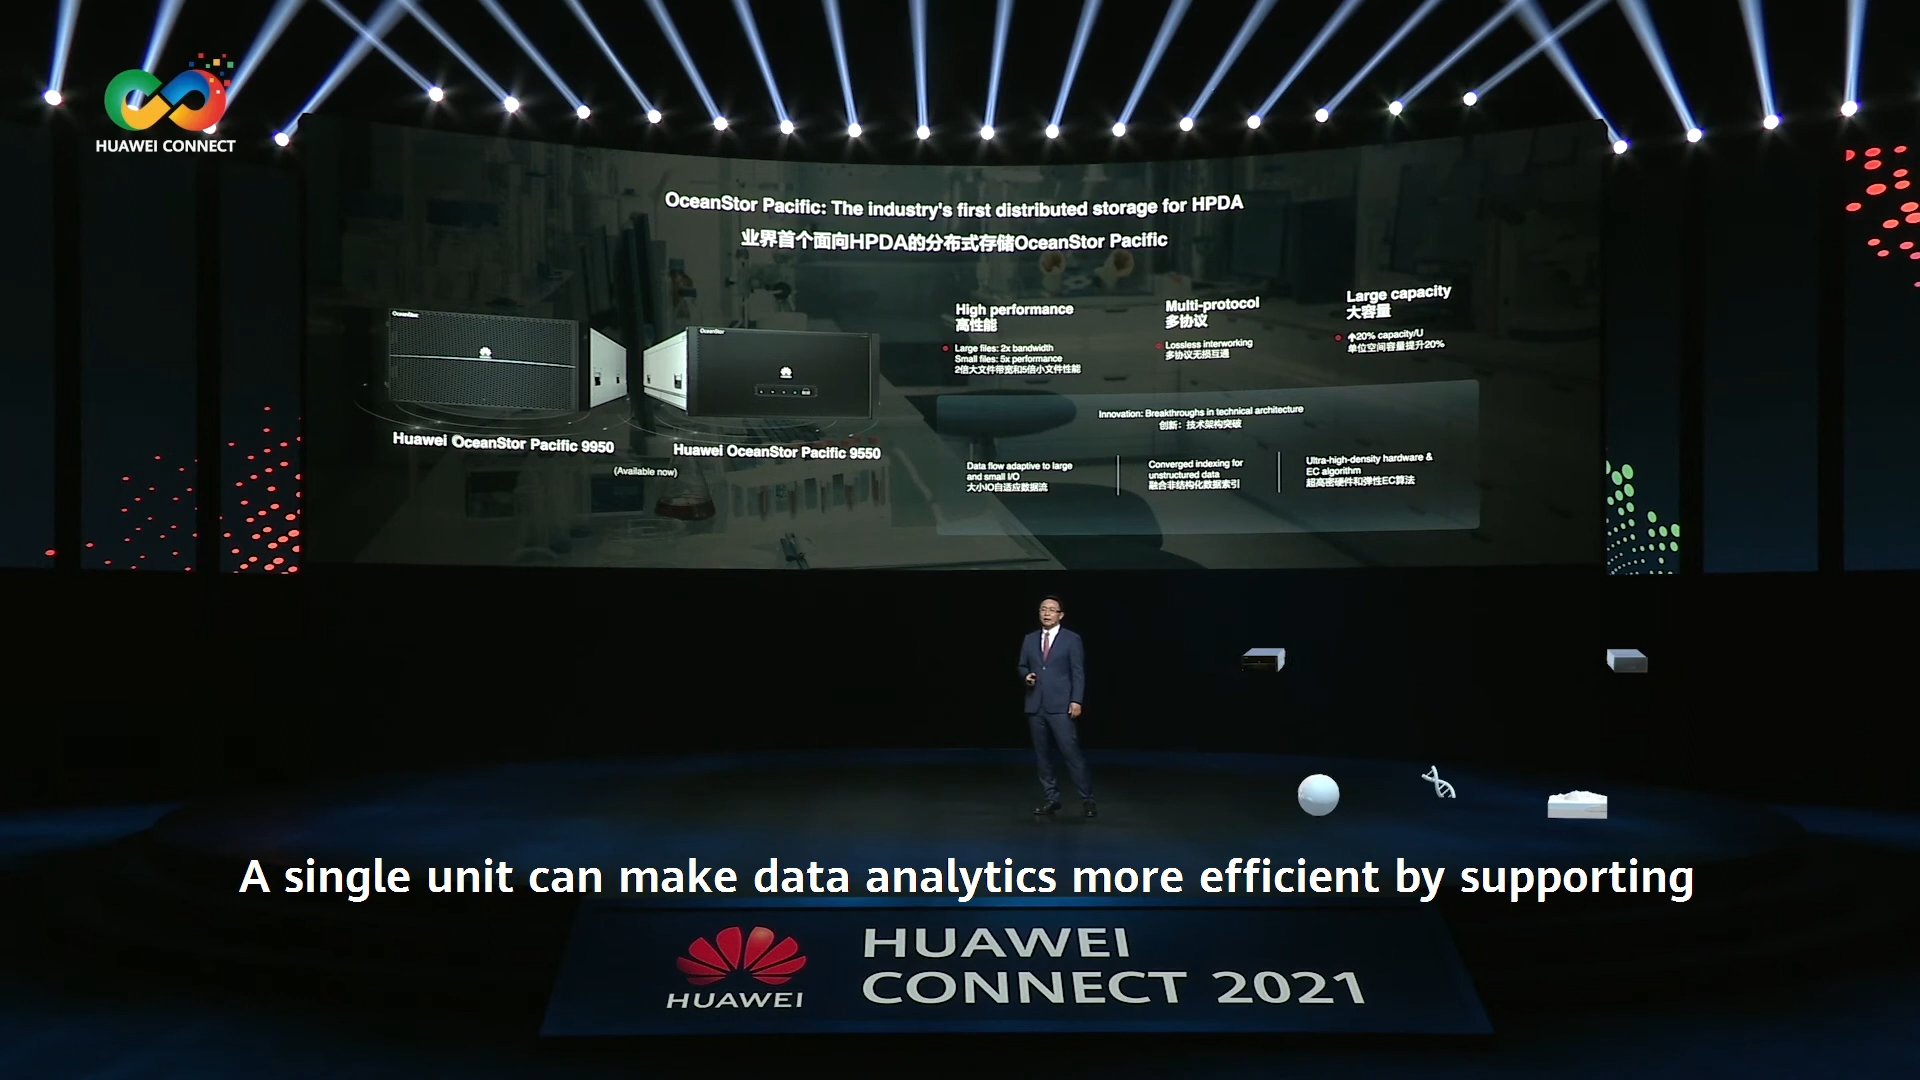 HUAWEI CONNECT
OceanStor Pacific: The industry's first distributed storage for HPDA
业界首个面向HPDA的分布式存储OceanStor Pacific
OceanStor
OceanStor
Huawei OceanStor Pacific 9950
Huawei OceanStor Pacific 9550
(Available now)
High performance
高性能
Large files: 2x bandwidth
Small files: 5x performance
2倍大文件带宽和5倍小文件性能
Multi-protocol
多协议
Lossless interworking
多协议无损互通
Large capacity
大容量
↑20% capacity/U
单位空间容量提升20%
Innovation: Breakthroughs in technical architecture
创新：技术架构突破
Data flow adaptive to large
and small I/O
大小IO自适应数据流
Converged indexing for
unstructured data
融合非结构化数据索引
Ultra-high-density hardware &
EC algorithm
超高密硬件和弹性EC算法
A single unit can make data analytics more efficient by supporting
HUAWEI
HUAWEI
CONNECT 2021